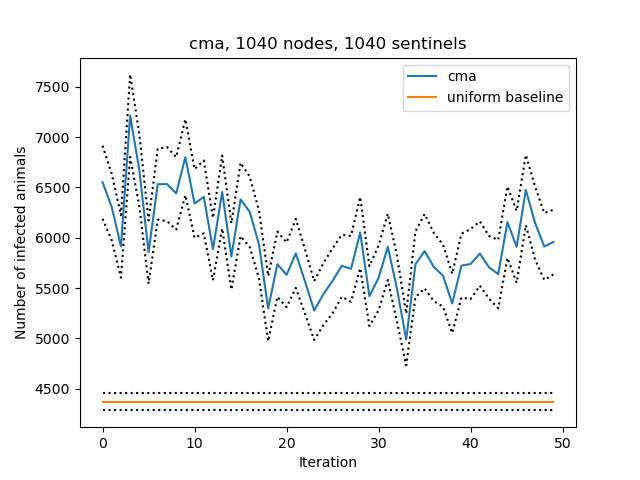 cma, 1040 nodes, 1040 sentinels
cma
uniform baseline
7500
7000
6500
6000
5500
5000
4500
Number of infected animals
0 10 20 30 40 50
Iteration